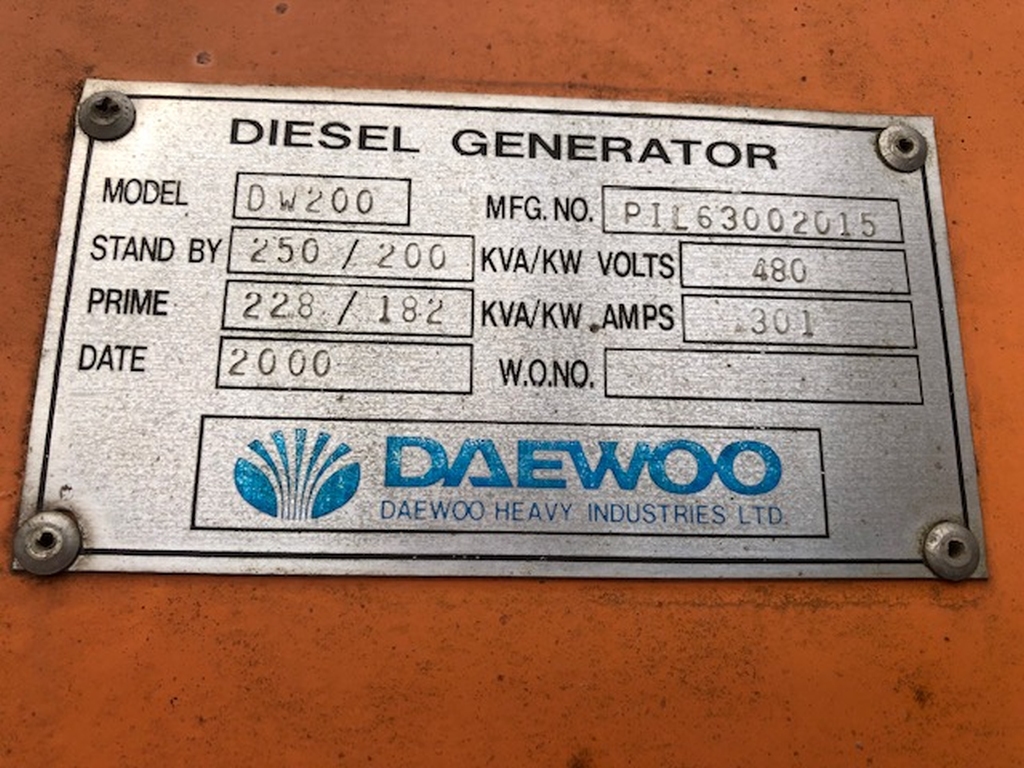 DIESEL GENERATOR
MODEL DW200 MFG. NO. PIL63002015
STAND BY 250 / 200 KVA/KW VOLTS 480
PRIME 228 / 182 KVA/KW AMPS 301
DATE 2000 W.O.NO.
DAEWOO
DAEWOO HEAVY INDUSTRIES LTD.